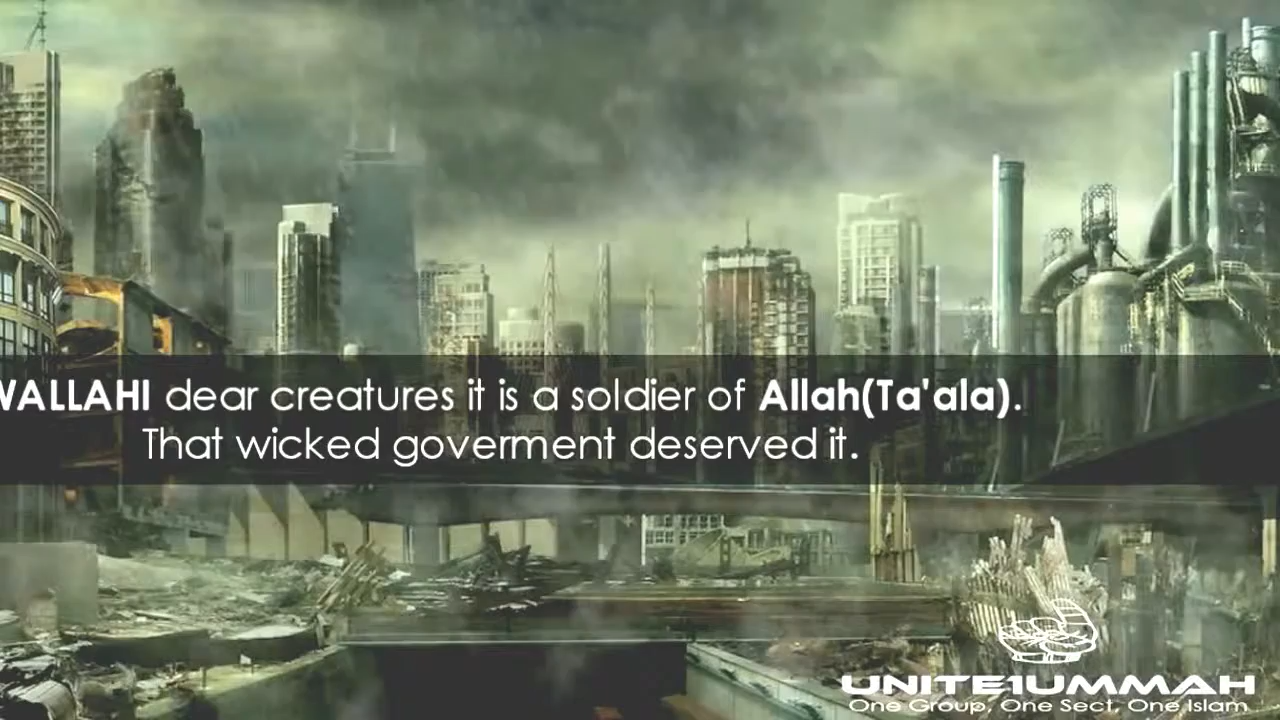 WALLAHI dear creatures it is a soldier of Allah(Ta'ala).
That wicked goverment deserved it.
UNITE1UMMAH
One Group, One Sect, One Islam